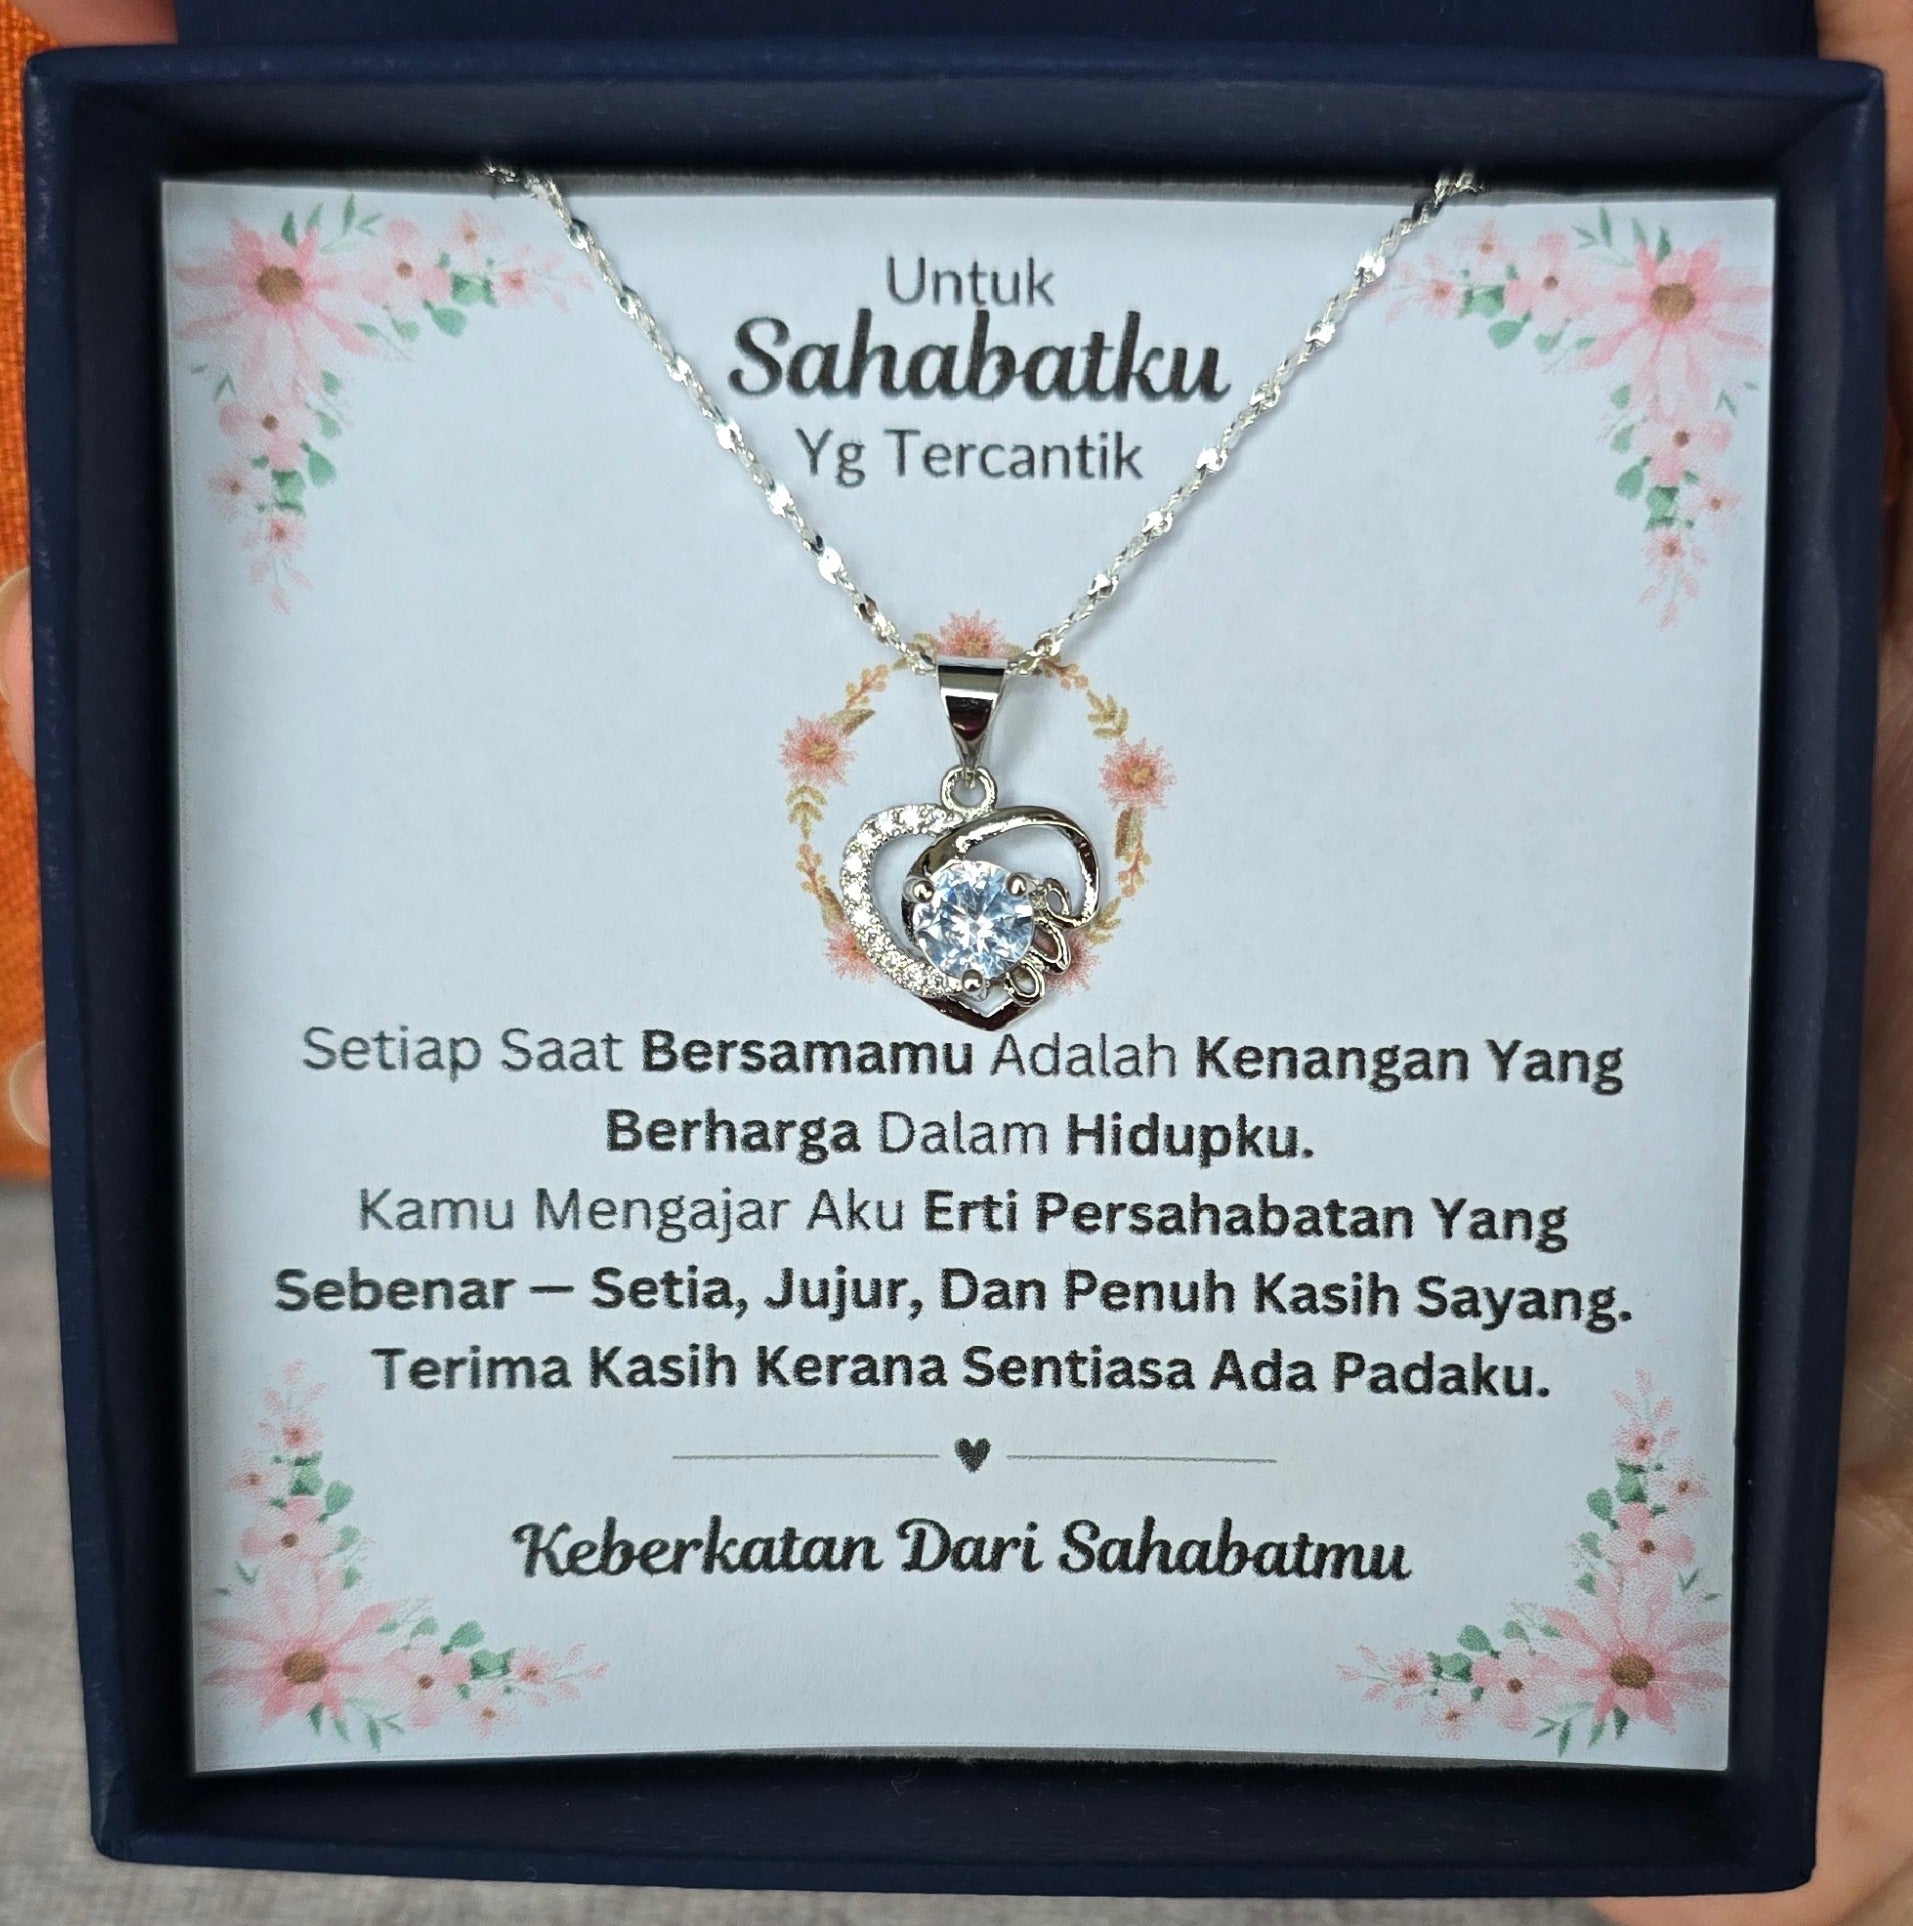 Untuk
Sahabatku
Yg Tercantik
Setiap Saat Bersamamu Adalah Kenangan Yang
Berharga Dalam Hidupku.
Kamu Mengajar Aku Erti Persahabatan Yang
Sebenar — Setia, Jujur, Dan Penuh Kasih Sayang.
Terima Kasih Kerana Sentiasa Ada Padaku.
Keberkatan Dari Sahabatmu